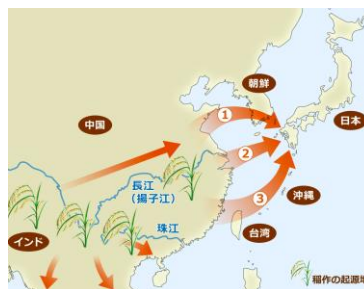 朝鮮
①
日本
中国
②
長江
(揚子江)
③
沖縄
珠江
インド
台湾
稲作の起源地